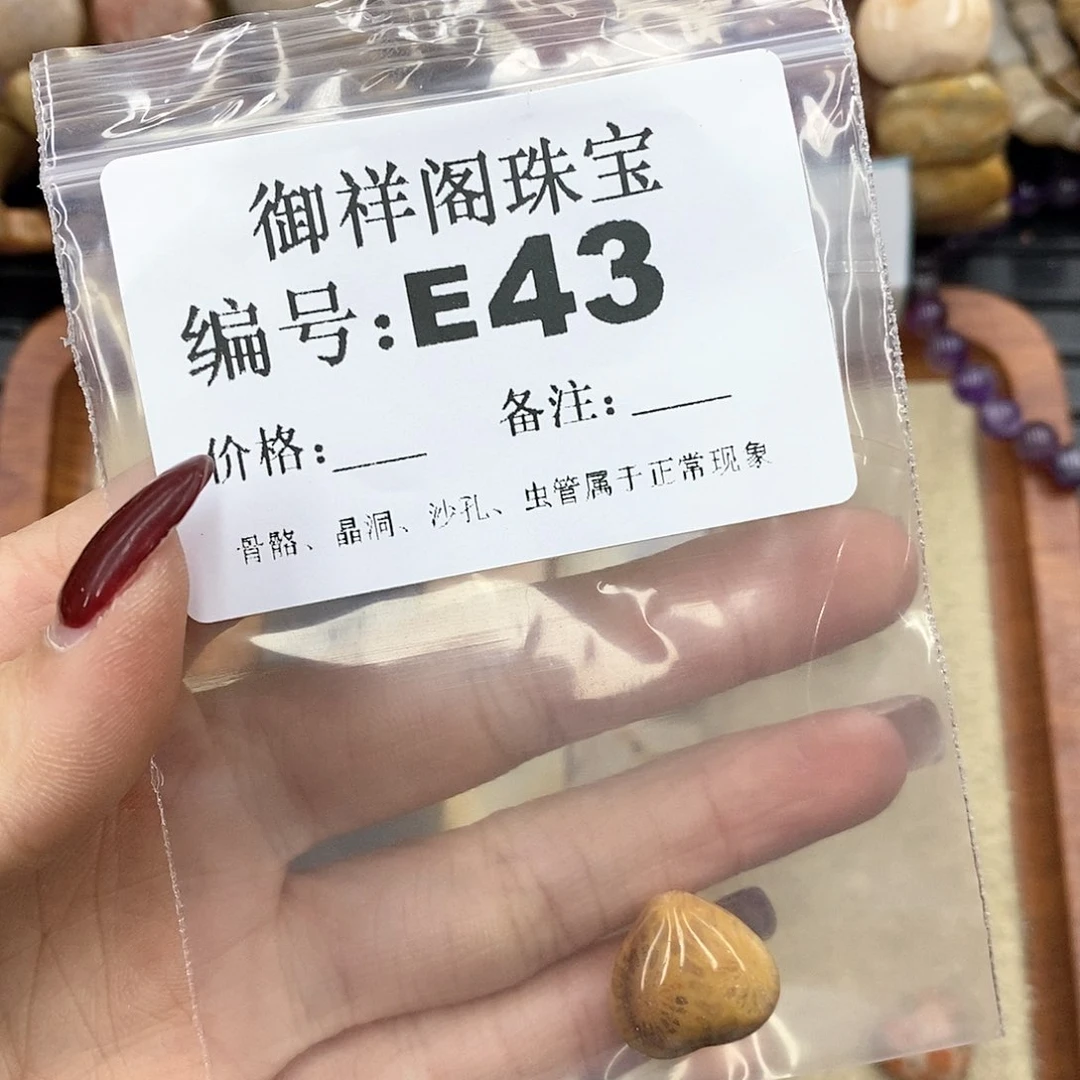 御祥阁珠宝
编号:E43
价格:____ 备注:____
骨骼、晶洞、沙孔、虫管属于正常现象